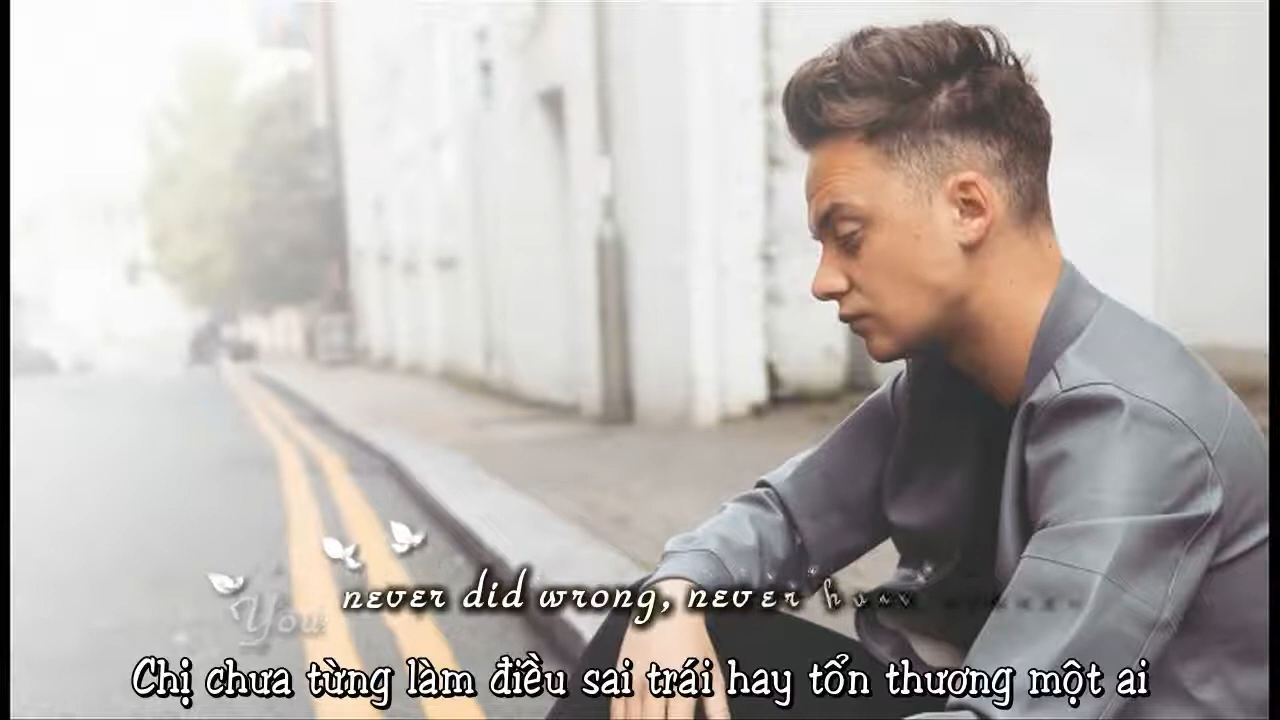 You never did wrong, never
Chị chưa từng làm điều sai trái hay tổn thương một ai